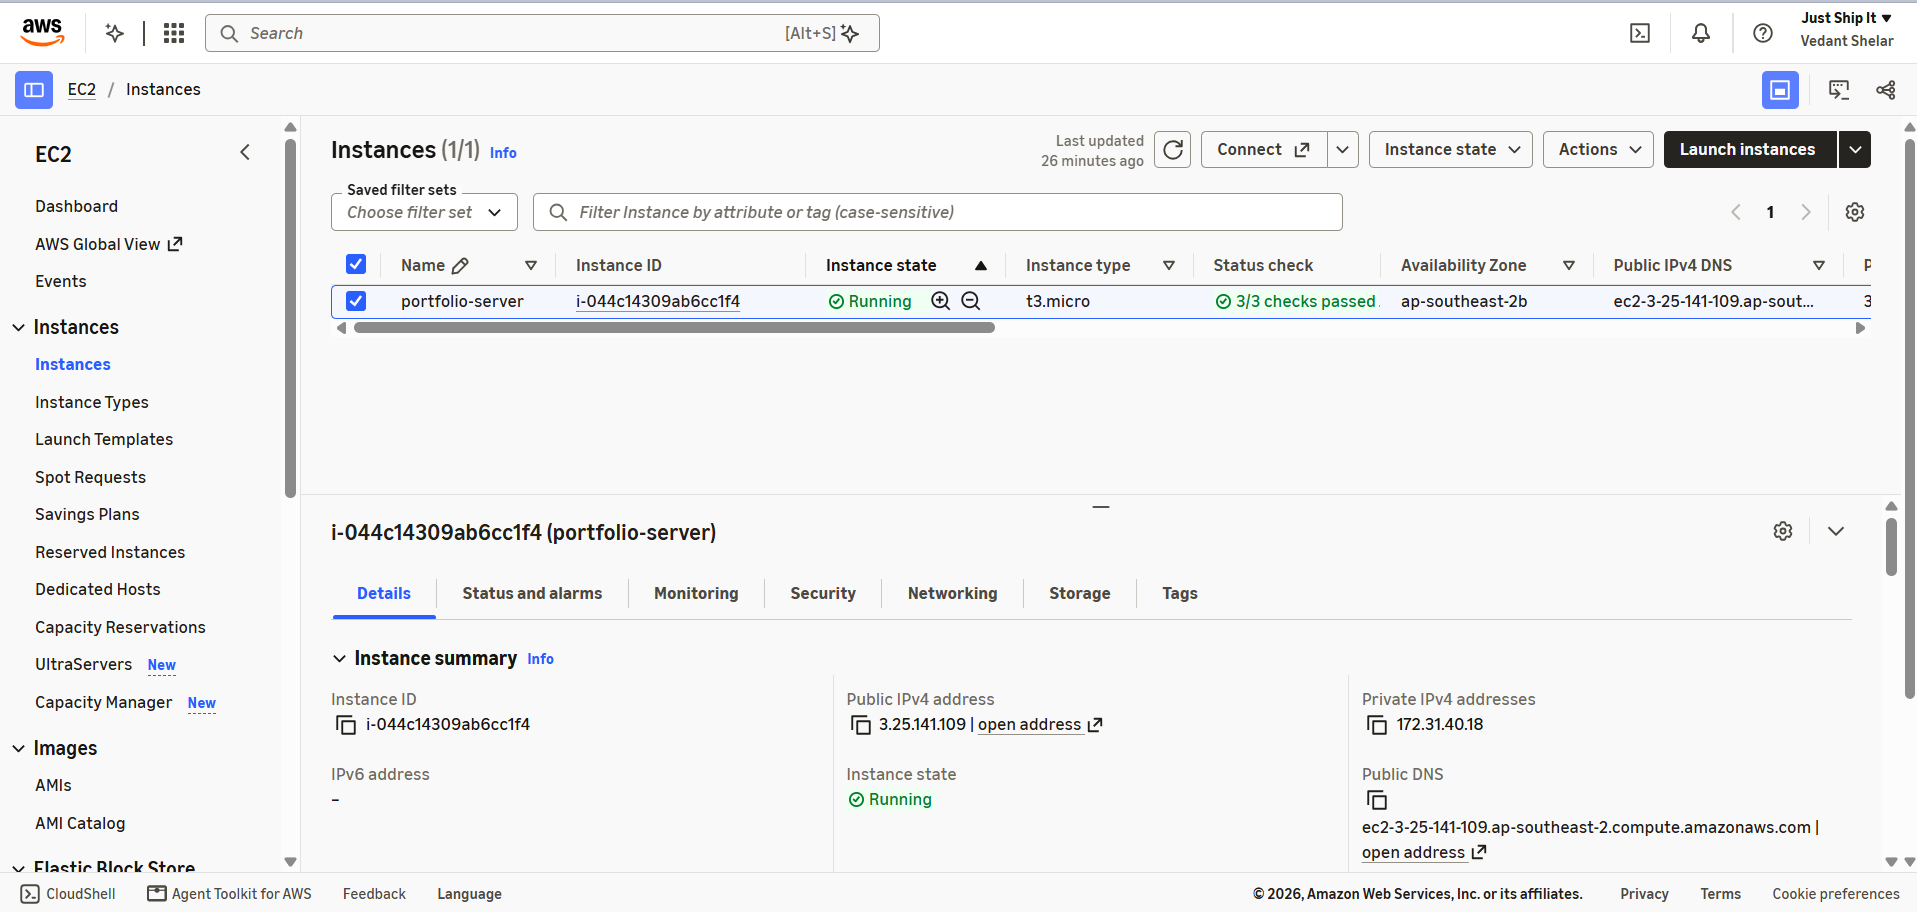 aws
Search [Alt+S]
Just Ship It
Vedant Shelar
EC2 / Instances
EC2
Dashboard
AWS Global View
Events
Instances
Instances
Instance Types
Launch Templates
Spot Requests
Savings Plans
Reserved Instances
Dedicated Hosts
Capacity Reservations
UltraServers New
Capacity Manager New
Images
AMIs
AMI Catalog
Elastic Block Store
Instances (1/1) Info
Last updated
26 minutes ago
Connect
Instance state
Actions
Launch instances
Saved filter sets
Choose filter set
Filter Instance by attribute or tag (case-sensitive)
1
Name Instance ID Instance state Instance type Status check Availability Zone Public IPv4 DNS P
portfolio-server i-044c14309ab6cc1f4 Running t3.micro 3/3 checks passed ap-southeast-2b ec2-3-25-141-109.ap-sout... 3
i-044c14309ab6cc1f4 (portfolio-server)
Details Status and alarms Monitoring Security Networking Storage Tags
Instance summary Info
Instance ID
i-044c14309ab6cc1f4
Public IPv4 address
3.25.141.109 | open address
Private IPv4 addresses
172.31.40.18
IPv6 address
–
Instance state
Running
Public DNS
ec2-3-25-141-109.ap-southeast-2.compute.amazonaws.com |
open address
CloudShell Agent Toolkit for AWS Feedback Language
© 2026, Amazon Web Services, Inc. or its affiliates. Privacy Terms Cookie preferences